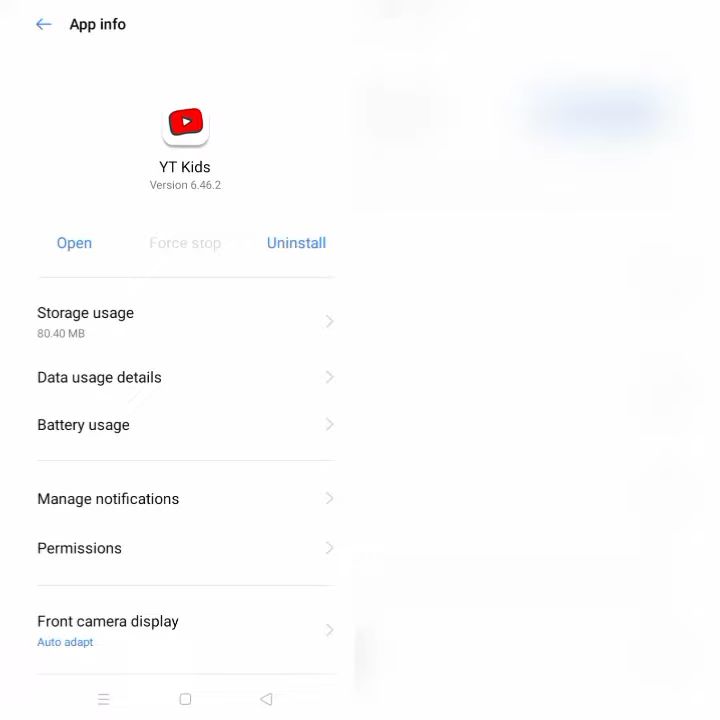 App info
YT Kids
Version 6.46.2
Open
Force stop
Uninstall
Storage usage
80.40 MB
Data usage details
Battery usage
Manage notifications
Permissions
Front camera display
Auto adapt